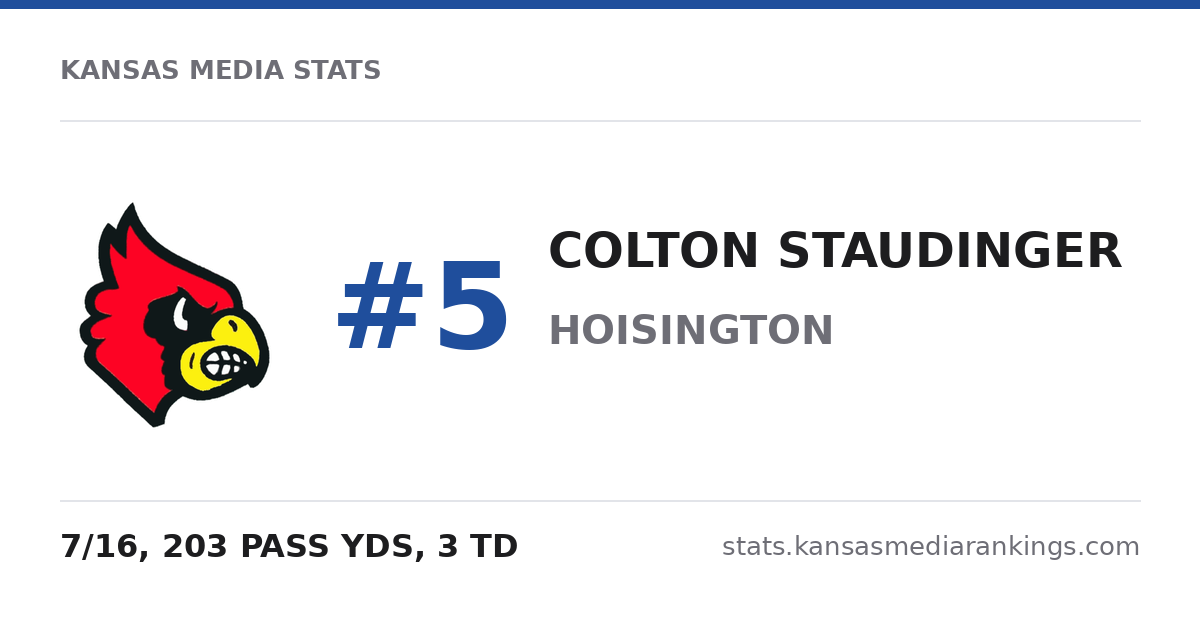 KANSAS MEDIA STATS
#5
COLTON STAUDINGER
HOISINGTON
7/16, 203 PASS YDS, 3 TD
stats.kansasmediarankings.com